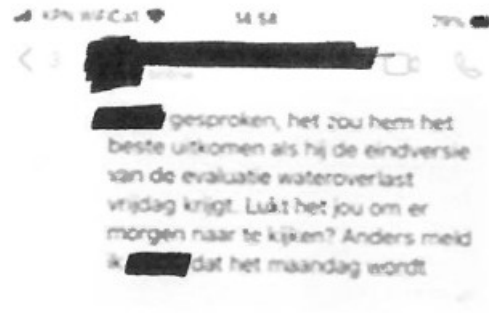 KPN WiFiCall 14:58 79%
< 3
online
gesproken, het zou hem het
beste uitkomen als hij de eindversie
van de evaluatie wateroverlast
vrijdag krijgt. Lukt het jou om er
morgen naar te kijken? Anders meld
ik dat het maandag wordt